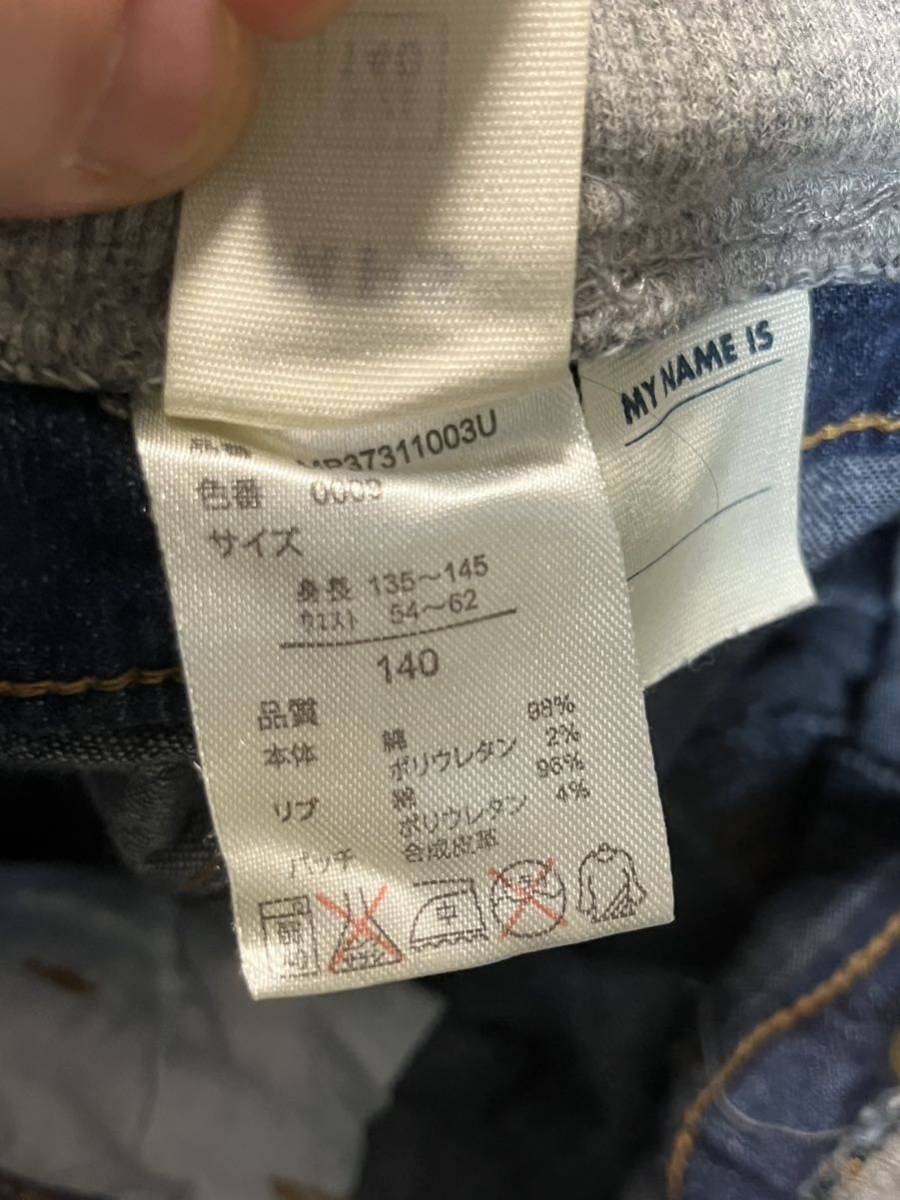 MY NAME IS
37311003U
色番
サイズ
身長 135〜145
ウエスト 54〜62
140
品質
本体 綿 98%
ポリウレタン 2%
リブ 綿 96%
ポリウレタン 4%
パッチ 合成皮革